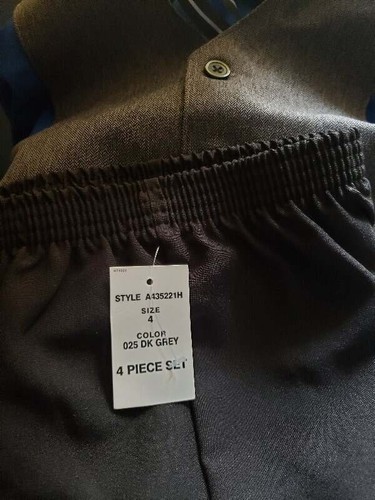 STYLE A435221H
SIZE
4
COLOR
025 DK GREY
4 PIECE SET